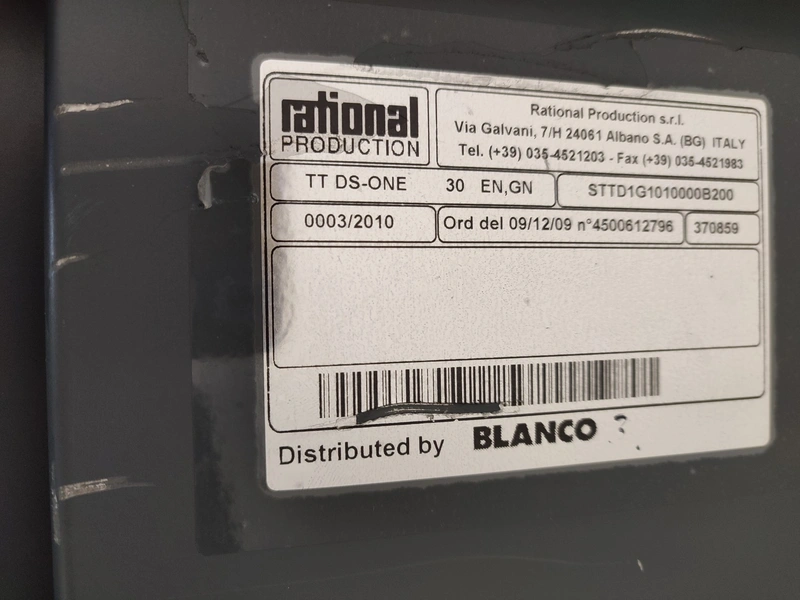 rational
PRODUCTION
Rational Production s.r.l.
Via Galvani, 7/H 24061 Albano S.A. (BG) ITALY
Tel. (+39) 035-4521203 - Fax (+39) 035-4521983
TT DS-ONE 30 EN,GN STTD1G1010000B200
0003/2010 Ord del 09/12/09 n°4500612796 370859
Distributed by BLANCO